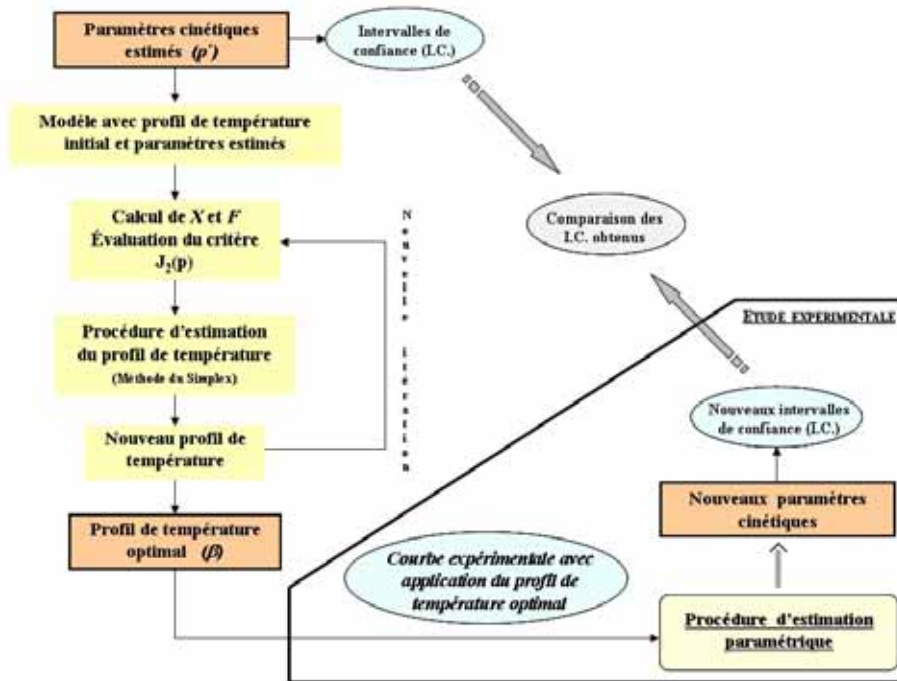 Paramètres cinétiques
estimés (p')
Intervalles de
confiance (I.C.)
Modèle avec profil de température
initial et paramètres estimés
Calcul de X et F
Évaluation du critère
J₂(p)
Nouvelle itération
Comparaison des
I.C. obtenus
Procédure d'estimation
du profil de température
(Méthode du Simplex)
Nouveau profil de
température
Profil de température
optimal (β)
ETUDE EXPERIMENTALE
Nouveaux intervalles
de confiance (I.C.)
Nouveaux paramètres
cinétiques
Courbe expérimentale avec
application du profil de
température optimal
Procédure d'estimation
paramétrique